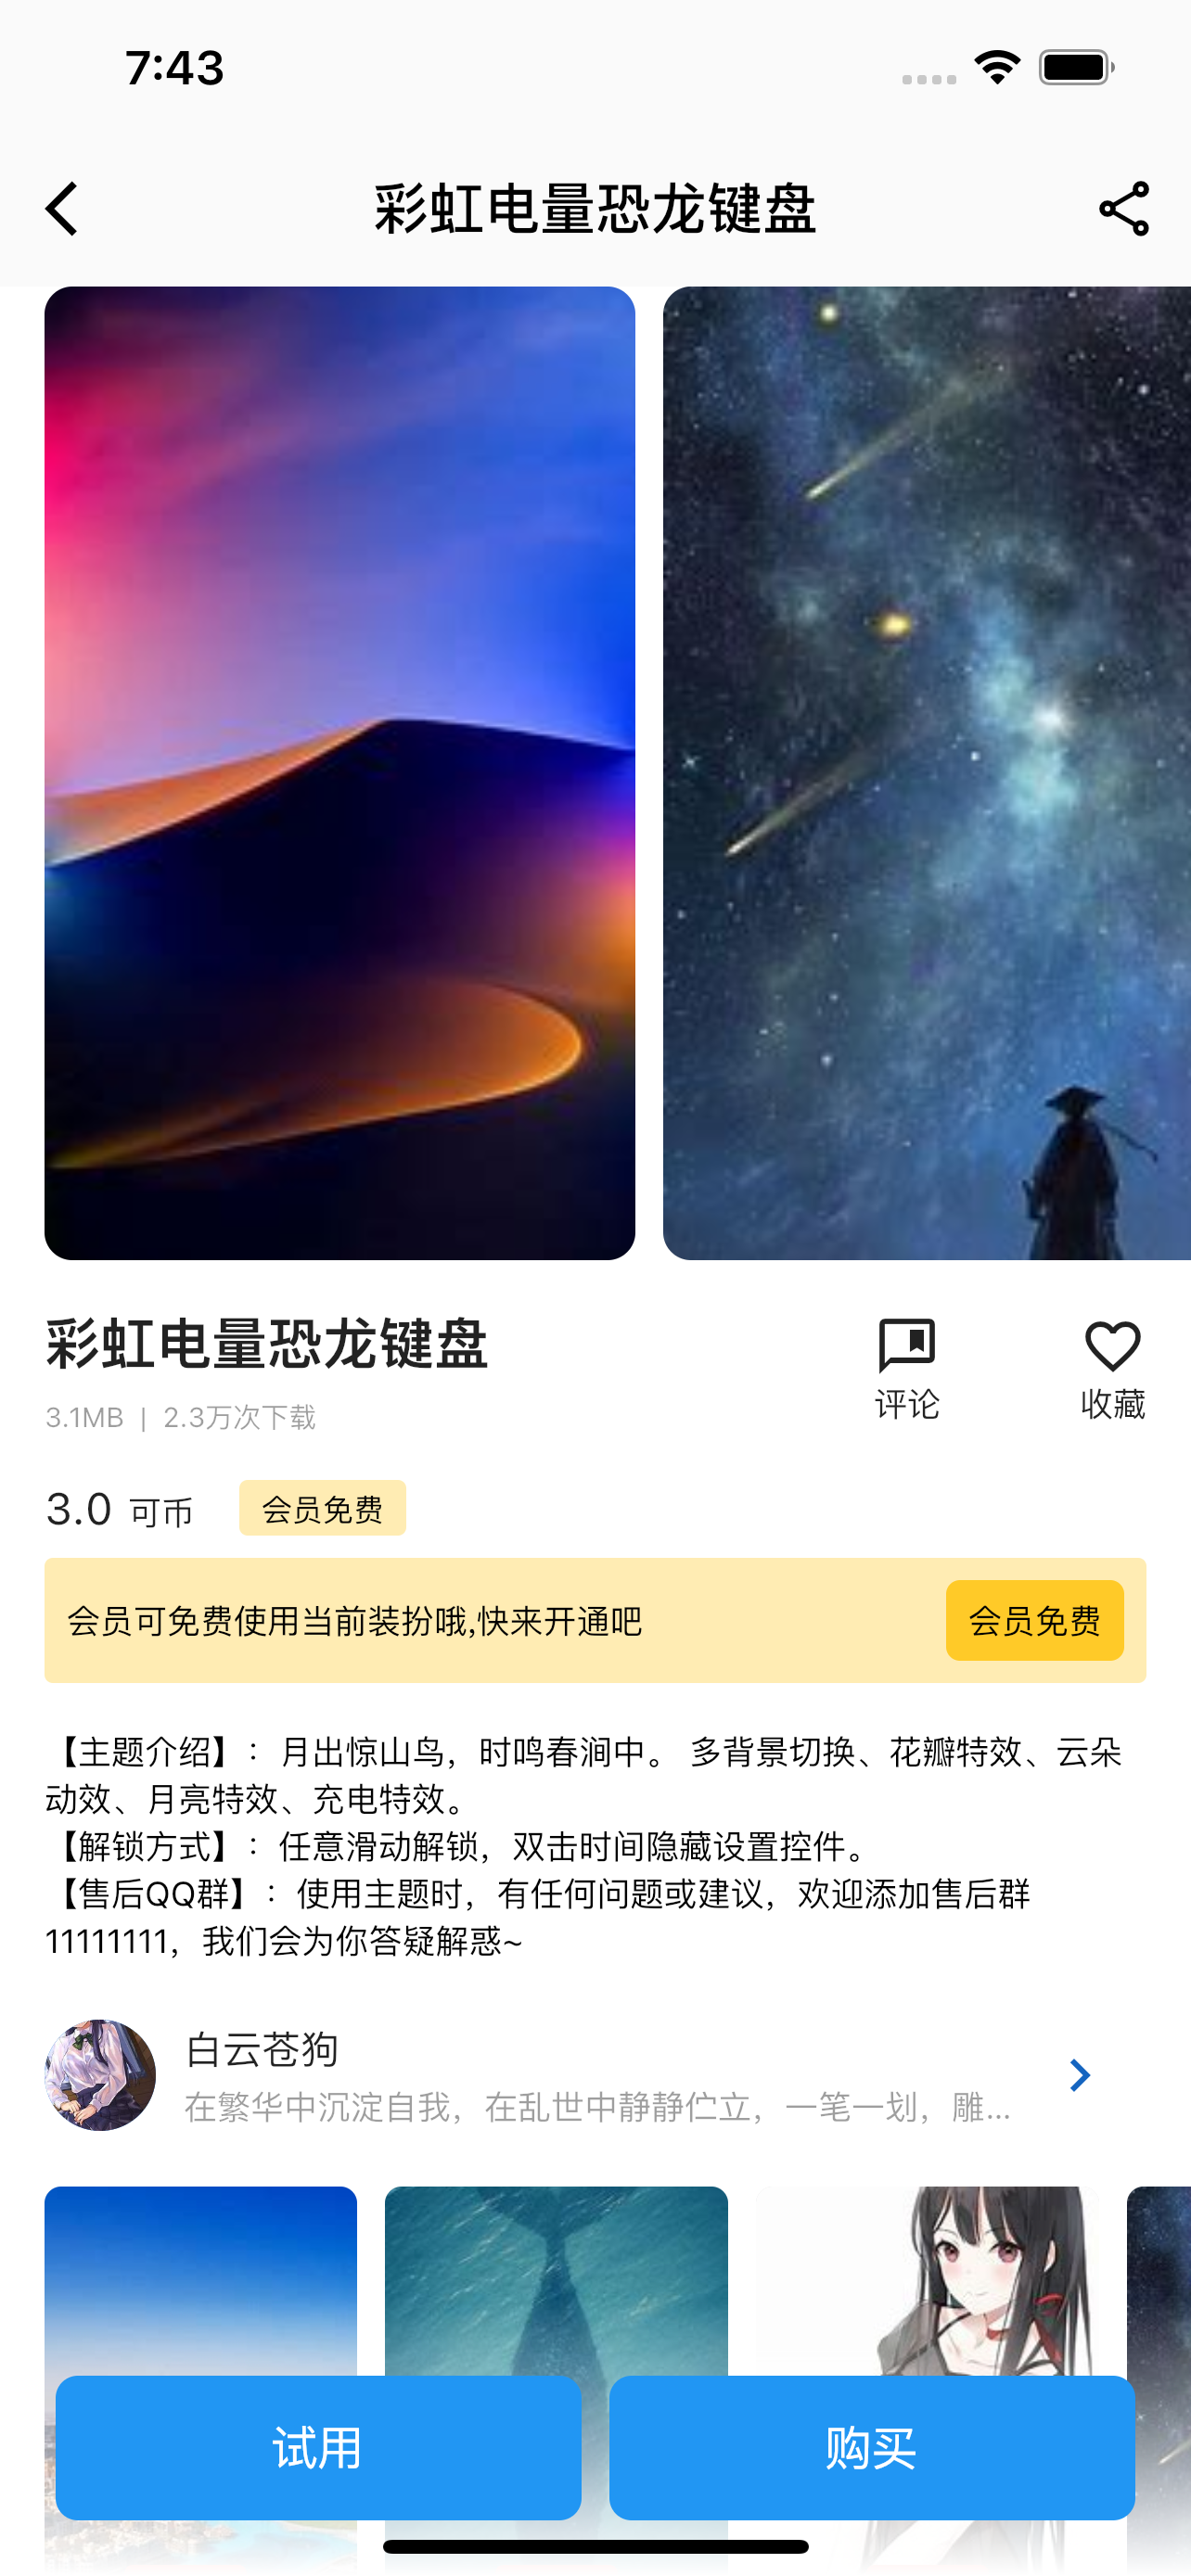 7:43
彩虹电量恐龙键盘
彩虹电量恐龙键盘
3.1MB | 2.3万次下载
评论
收藏
3.0 可币
会员免费
会员可免费使用当前装扮哦,快来开通吧
会员免费
【主题介绍】：月出惊山鸟，时鸣春涧中。 多背景切换、花瓣特效、云朵
动效、月亮特效、充电特效。
【解锁方式】：任意滑动解锁，双击时间隐藏设置控件。
【售后QQ群】：使用主题时，有任何问题或建议，欢迎添加售后群
11111111，我们会为你答疑解惑~
白云苍狗
在繁华中沉淀自我，在乱世中静静伫立，一笔一划，雕...
试用
购买